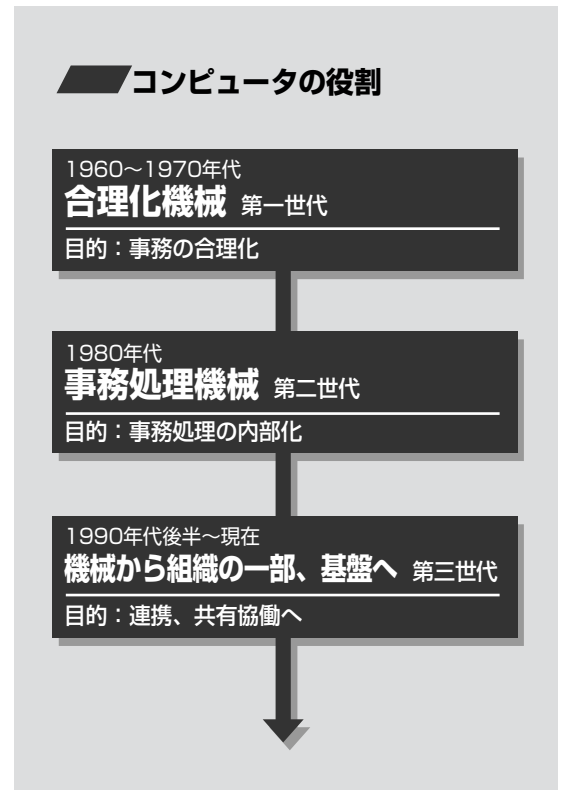 コンピュータの役割
1960〜1970年代
合理化機械 第一世代
目的：事務の合理化
1980年代
事務処理機械 第二世代
目的：事務処理の内部化
1990年代後半〜現在
機械から組織の一部、基盤へ 第三世代
目的：連携、共有協働へ